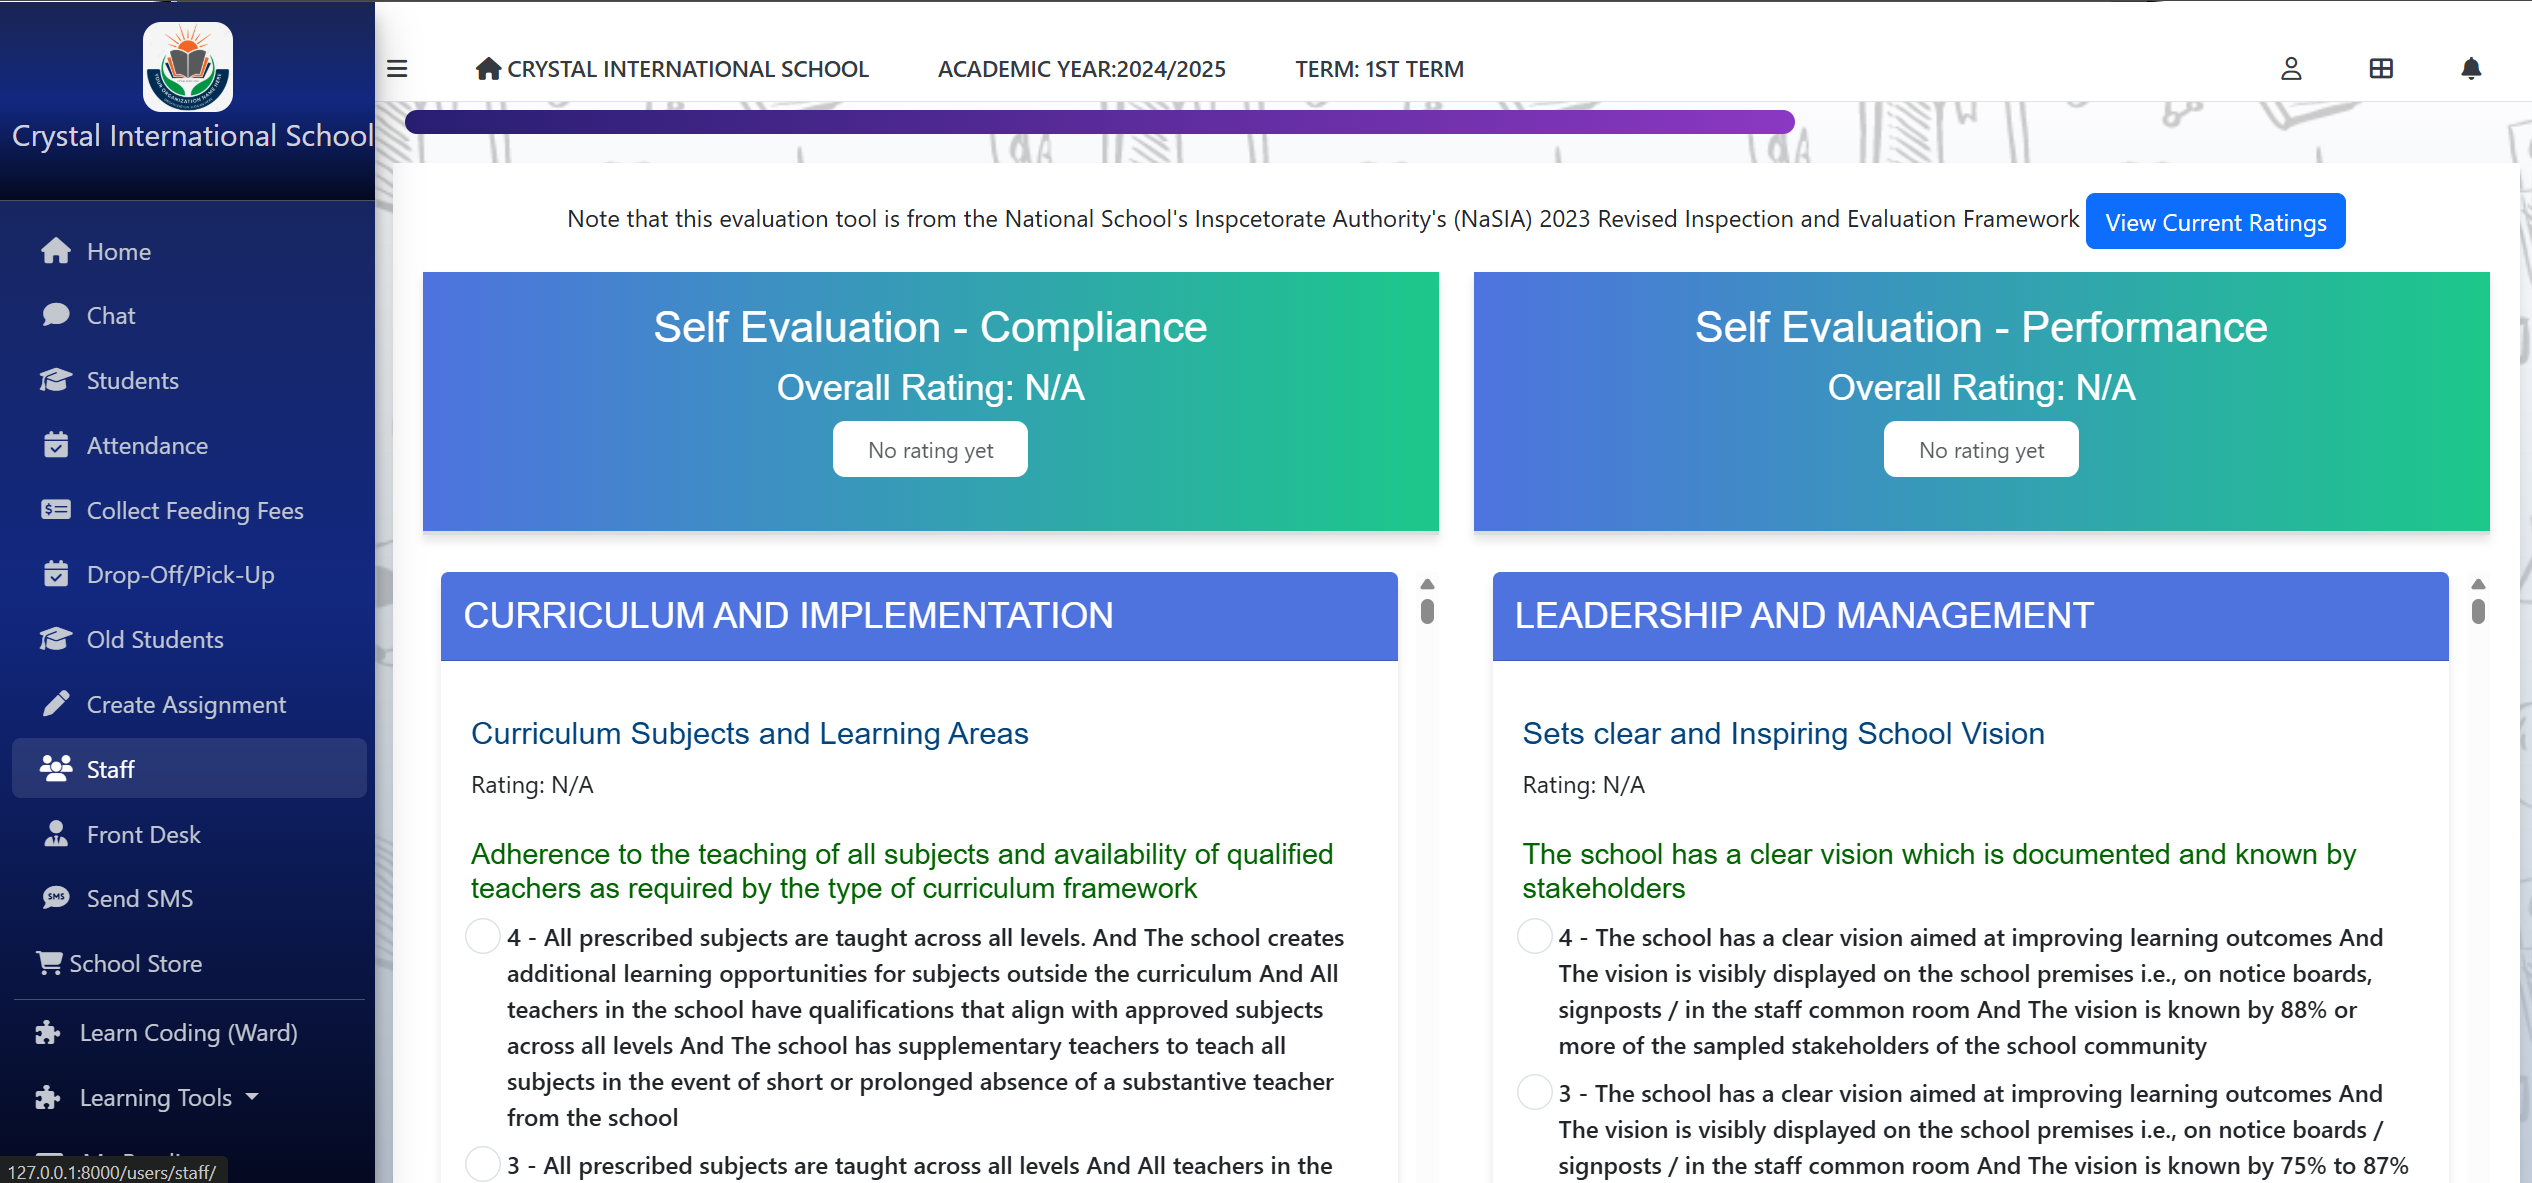 Crystal International School
Home
Chat
Students
Attendance
Collect Feeding Fees
Drop-Off/Pick-Up
Old Students
Create Assignment
Staff
Front Desk
SMS
Send SMS
School Store
Learn Coding (Ward)
Learning Tools
127.0.0.1:8000/users/staff/
CRYSTAL INTERNATIONAL SCHOOL
ACADEMIC YEAR:2024/2025
TERM: 1ST TERM
Note that this evaluation tool is from the National School's Inspcetorate Authority's (NaSIA) 2023 Revised Inspection and Evaluation Framework
View Current Ratings
Self Evaluation - Compliance
Overall Rating: N/A
No rating yet
Self Evaluation - Performance
Overall Rating: N/A
No rating yet
CURRICULUM AND IMPLEMENTATION
Curriculum Subjects and Learning Areas
Rating: N/A
Adherence to the teaching of all subjects and availability of qualified
teachers as required by the type of curriculum framework
4 - All prescribed subjects are taught across all levels. And The school creates
additional learning opportunities for subjects outside the curriculum And All
teachers in the school have qualifications that align with approved subjects
across all levels And The school has supplementary teachers to teach all
subjects in the event of short or prolonged absence of a substantive teacher
from the school
3 - All prescribed subjects are taught across all levels And All teachers in the
LEADERSHIP AND MANAGEMENT
Sets clear and Inspiring School Vision
Rating: N/A
The school has a clear vision which is documented and known by
stakeholders
4 - The school has a clear vision aimed at improving learning outcomes And
The vision is visibly displayed on the school premises i.e., on notice boards,
signposts / in the staff common room And The vision is known by 88% or
more of the sampled stakeholders of the school community
3 - The school has a clear vision aimed at improving learning outcomes And
The vision is visibly displayed on the school premises i.e., on notice boards /
signposts / in the staff common room And The vision is known by 75% to 87%